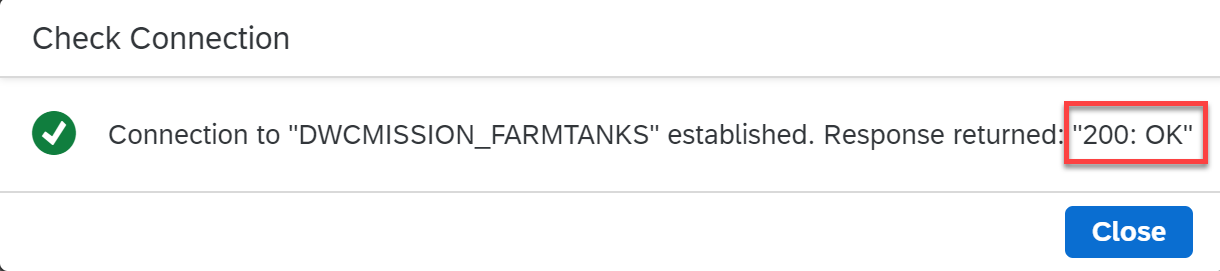 Check Connection
Connection to "DWCMISSION_FARMTANKS" established. Response returned: "200: OK"
Close